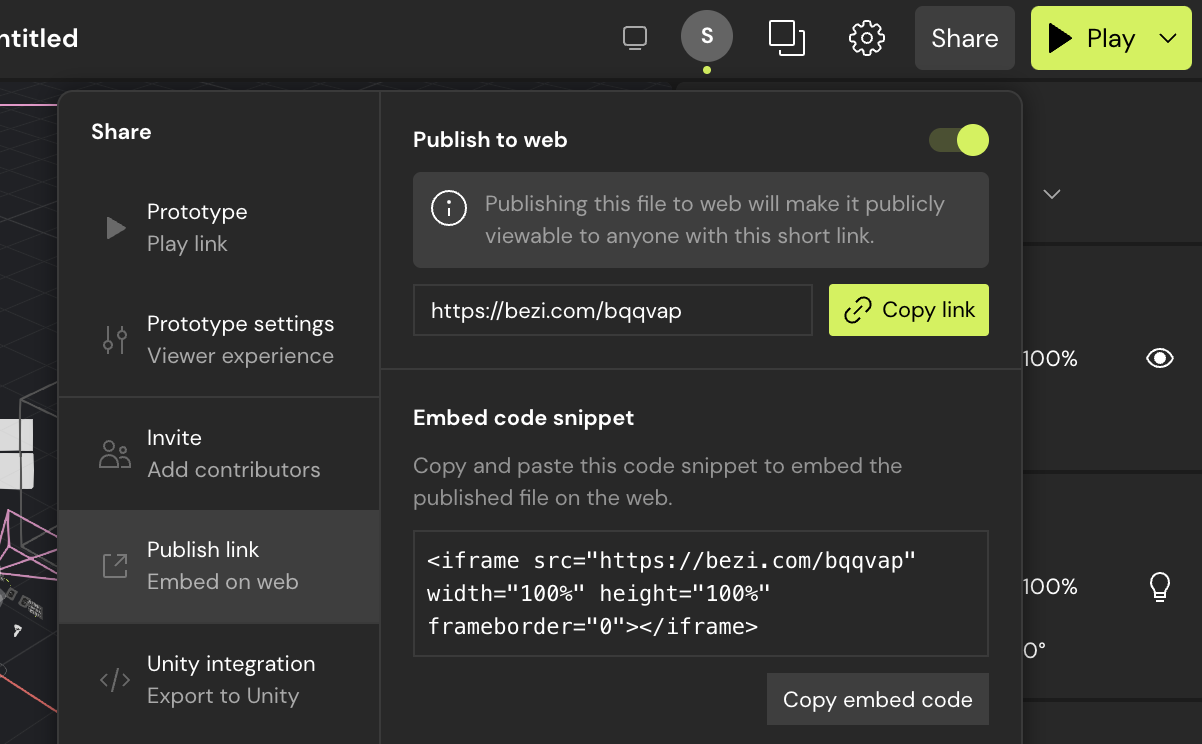 ntitled
S
Share
Play
Share
Prototype
Play link
Prototype settings
Viewer experience
Invite
Add contributors
Publish link
Embed on web
Unity integration
Export to Unity
Publish to web
Publishing this file to web will make it publicly
viewable to anyone with this short link.
https://bezi.com/bqqvap
Copy link
Embed code snippet
Copy and paste this code snippet to embed the
published file on the web.
<iframe src="https://bezi.com/bqqvap"
width="100%" height="100%"
frameborder="0"></iframe>
Copy embed code
100%
100%
0°